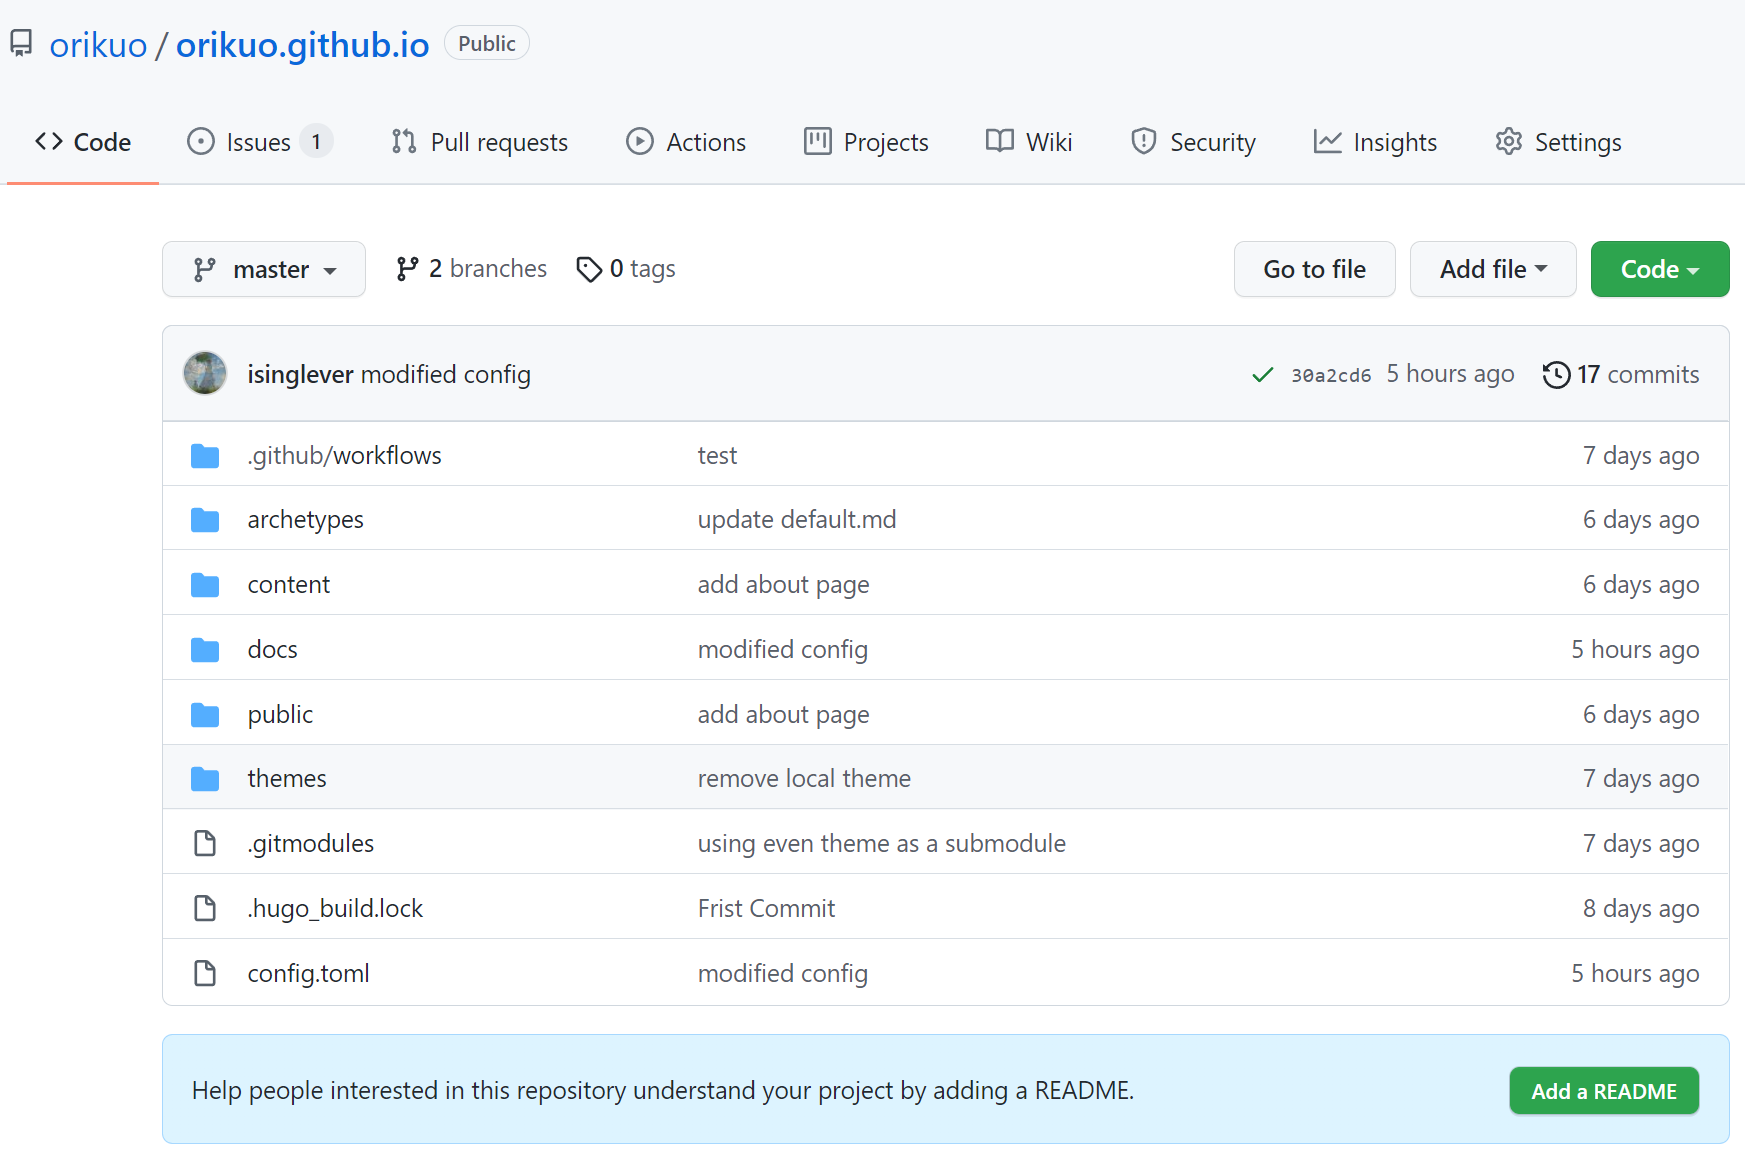 orikuo / orikuo.github.io Public
Code Issues 1 Pull requests Actions Projects Wiki Security Insights Settings
master 2 branches 0 tags Go to file Add file Code
isinglever modified config 30a2cd6 5 hours ago 17 commits
.github/workflows test 7 days ago
archetypes update default.md 6 days ago
content add about page 6 days ago
docs modified config 5 hours ago
public add about page 6 days ago
themes remove local theme 7 days ago
.gitmodules using even theme as a submodule 7 days ago
.hugo_build.lock Frist Commit 8 days ago
config.toml modified config 5 hours ago
Help people interested in this repository understand your project by adding a README. Add a README